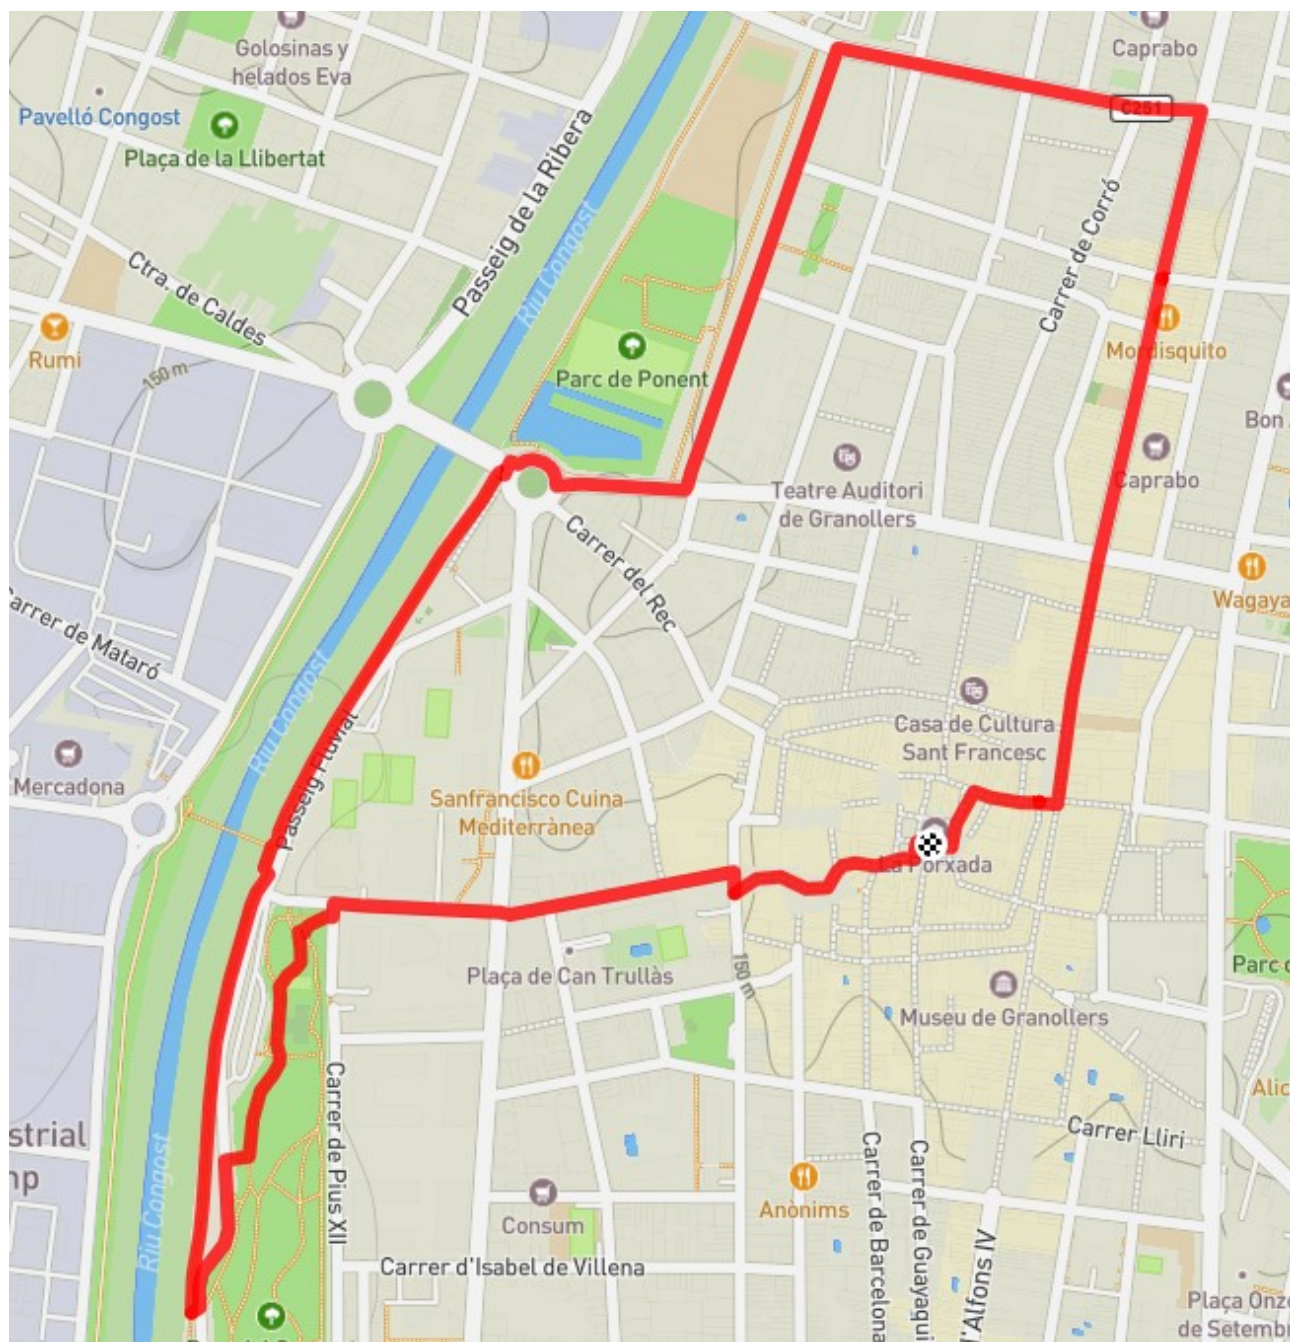 Golosinas y
helados Eva
Caprabo
Pavelló Congost
Plaça de la Llibertat
C251
Passeig de la Ribera
Riu Congost
Carrer de Corró
Ctra. de Caldes
Rumi
150 m
Parc de Ponent
Mordisquito
Bon
Teatre Auditori
de Granollers
Caprabo
Carrer del Rec
Wagaya
Carrer de Mataró
Riu Congost
Passeig Fluvial
Casa de Cultura
Sant Francesc
Mercadona
Sanfrancisco Cuina
Mediterrànea
La Porxada
Plaça de Can Trullàs
150 m
Parc
Museu de Granollers
Carrer de Pius XII
Alic
Carrer Lliri
strial
mp
Riu Congost
Carrer de Barcelona
Carrer de Guayaqui
Anònims
Consum
l'Alfons IV
Carrer d'Isabel de Villena
Plaça Onze
de Setemb